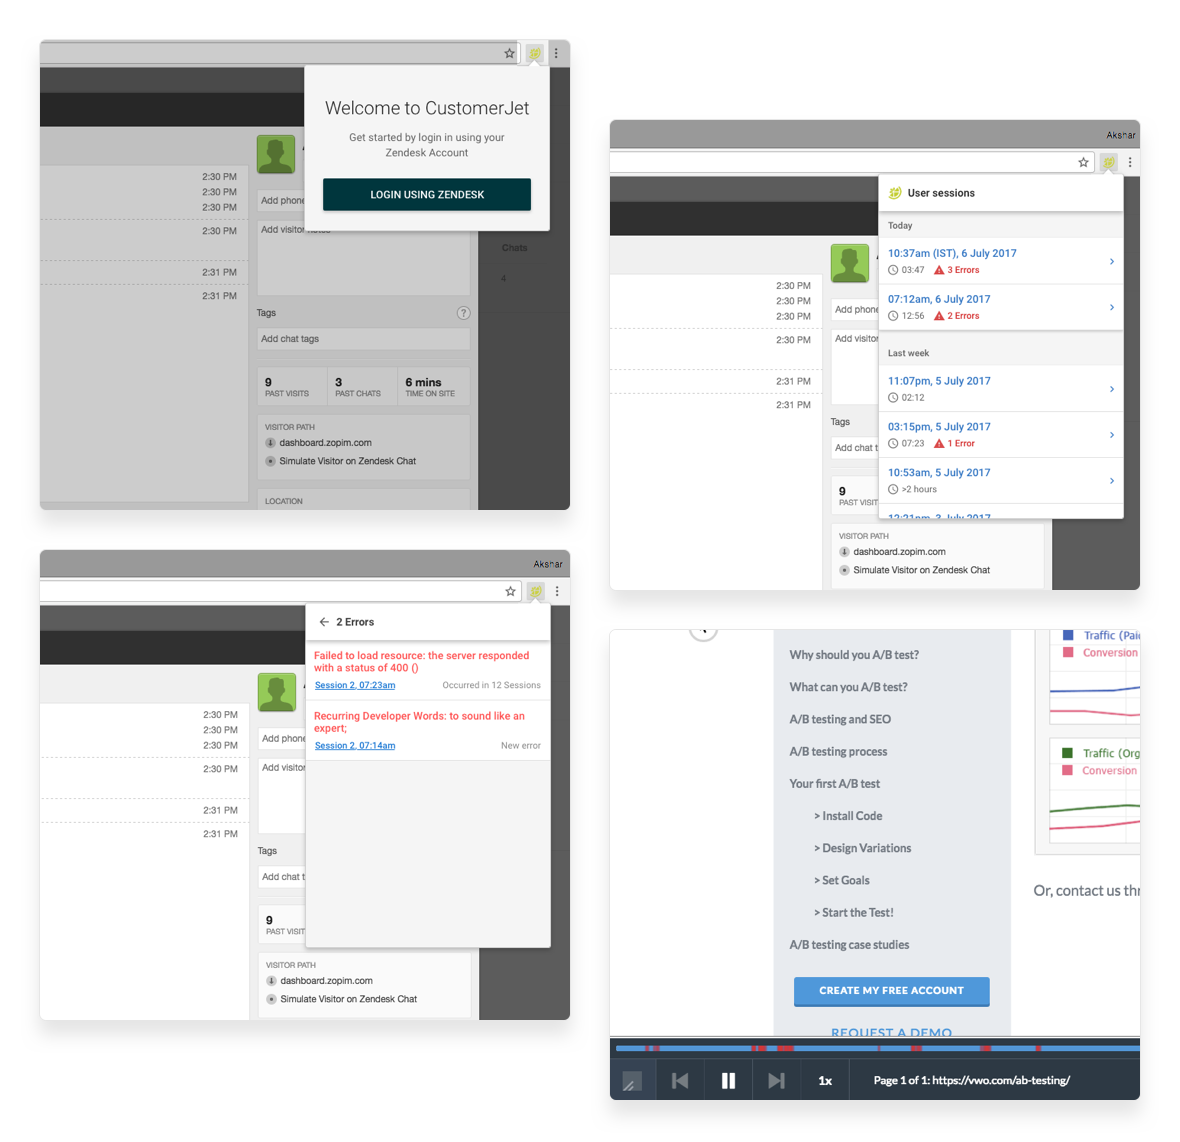 Welcome to CustomerJet
Get started by login in using your
Zendesk Account
LOGIN USING ZENDESK
2:30 PM
2:30 PM
2:30 PM
2:30 PM
2:31 PM
2:31 PM
Add phone
Add visitor notes
Chats
4
Tags
?
Add chat tags
9
PAST VISITS
3
PAST CHATS
6 mins
TIME ON SITE
VISITOR PATH
dashboard.zopim.com
Simulate Visitor on Zendesk Chat
LOCATION
Akshar
User sessions
Today
10:37am (IST), 6 July 2017
03:47 3 Errors
07:12am, 6 July 2017
12:56 2 Errors
Last week
11:07pm, 5 July 2017
02:12
03:15pm, 5 July 2017
07:23 1 Error
10:53am, 5 July 2017
>2 hours
12:21pm, 3 July 2017
2:30 PM
2:30 PM
2:30 PM
2:30 PM
2:31 PM
2:31 PM
Add phone
Add visitor
Tags
Add chat t
9
PAST VISIT
VISITOR PATH
dashboard.zopim.com
Simulate Visitor on Zendesk Chat
Akshar
2 Errors
Failed to load resource: the server responded
with a status of 400 ()
Session 2, 07:23am Occurred in 12 Sessions
Recurring Developer Words: to sound like an
expert;
Session 2, 07:14am New error
2:30 PM
2:30 PM
2:30 PM
2:30 PM
2:31 PM
2:31 PM
Add phone
Add visitor
Tags
Add chat t
9
PAST VISIT
VISITOR PATH
dashboard.zopim.com
Simulate Visitor on Zendesk Chat
Why should you A/B test?
What can you A/B test?
A/B testing and SEO
A/B testing process
Your first A/B test
> Install Code
> Design Variations
> Set Goals
> Start the Test!
A/B testing case studies
CREATE MY FREE ACCOUNT
REQUEST A DEMO
Traffic (Paid
Conversion
Traffic (Org
Conversion
Or, contact us thr
1x
Page 1 of 1: https://vwo.com/ab-testing/